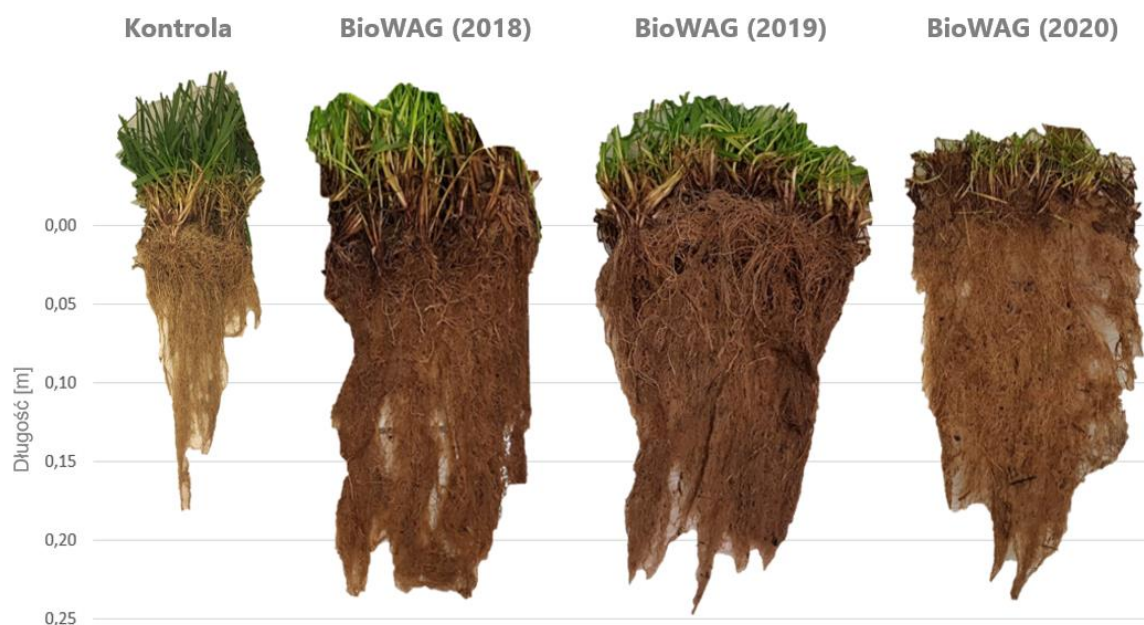 Kontrola
BioWAG (2018)
BioWAG (2019)
BioWAG (2020)
Długość [m]
0,00
0,05
0,10
0,15
0,20
0,25